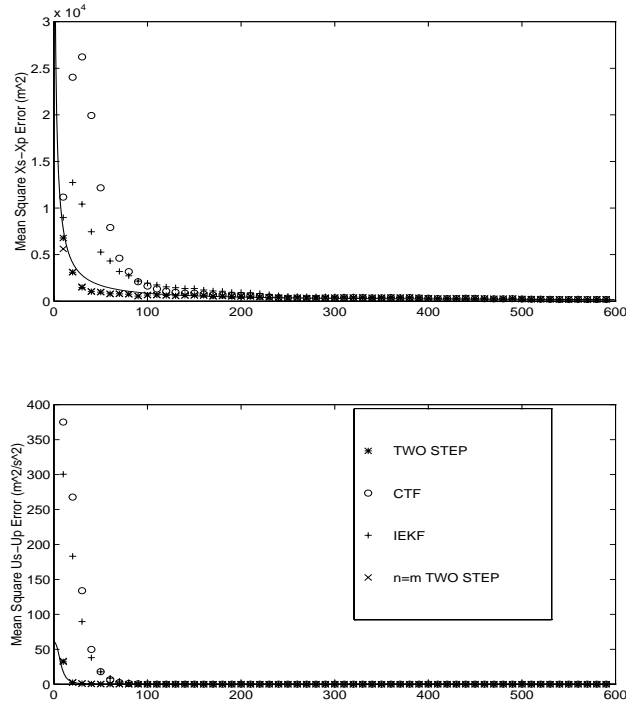 x 10^4
3
2.5
2
1.5
1
0.5
0
Mean Square Xs-Xp Error (m^2)
0 100 200 300 400 500 600
400
350
300
250
200
150
100
50
0
Mean Square Us-Up Error (m^2/s^2)
TWO STEP
CTF
IEKF
n=m TWO STEP
0 100 200 300 400 500 600